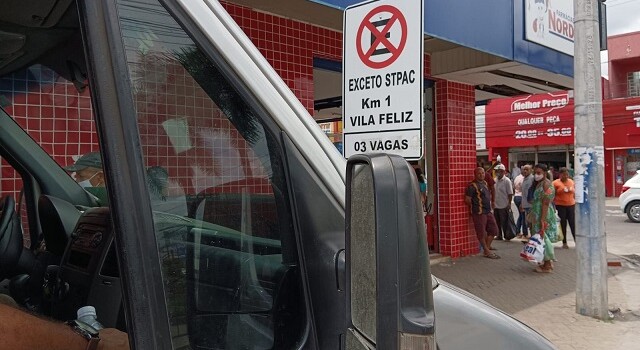 EXCETO STPAC
Km 1
VILA FELIZ
03 VAGAS
NORD
Melhor Preço
QUALQUER PEÇA